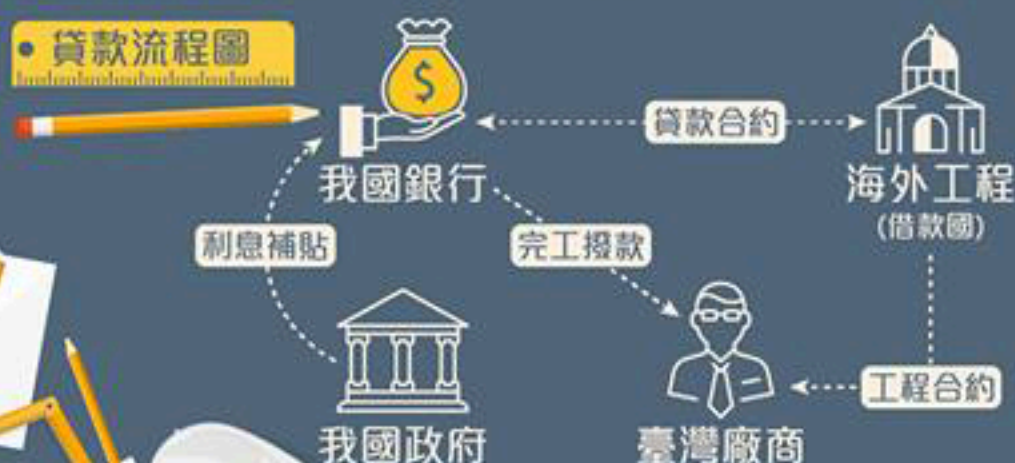 貸款流程圖
$
貸款合約
我國銀行
海外工程
(借款國)
利息補貼
完工撥款
工程合約
我國政府
臺灣廠商